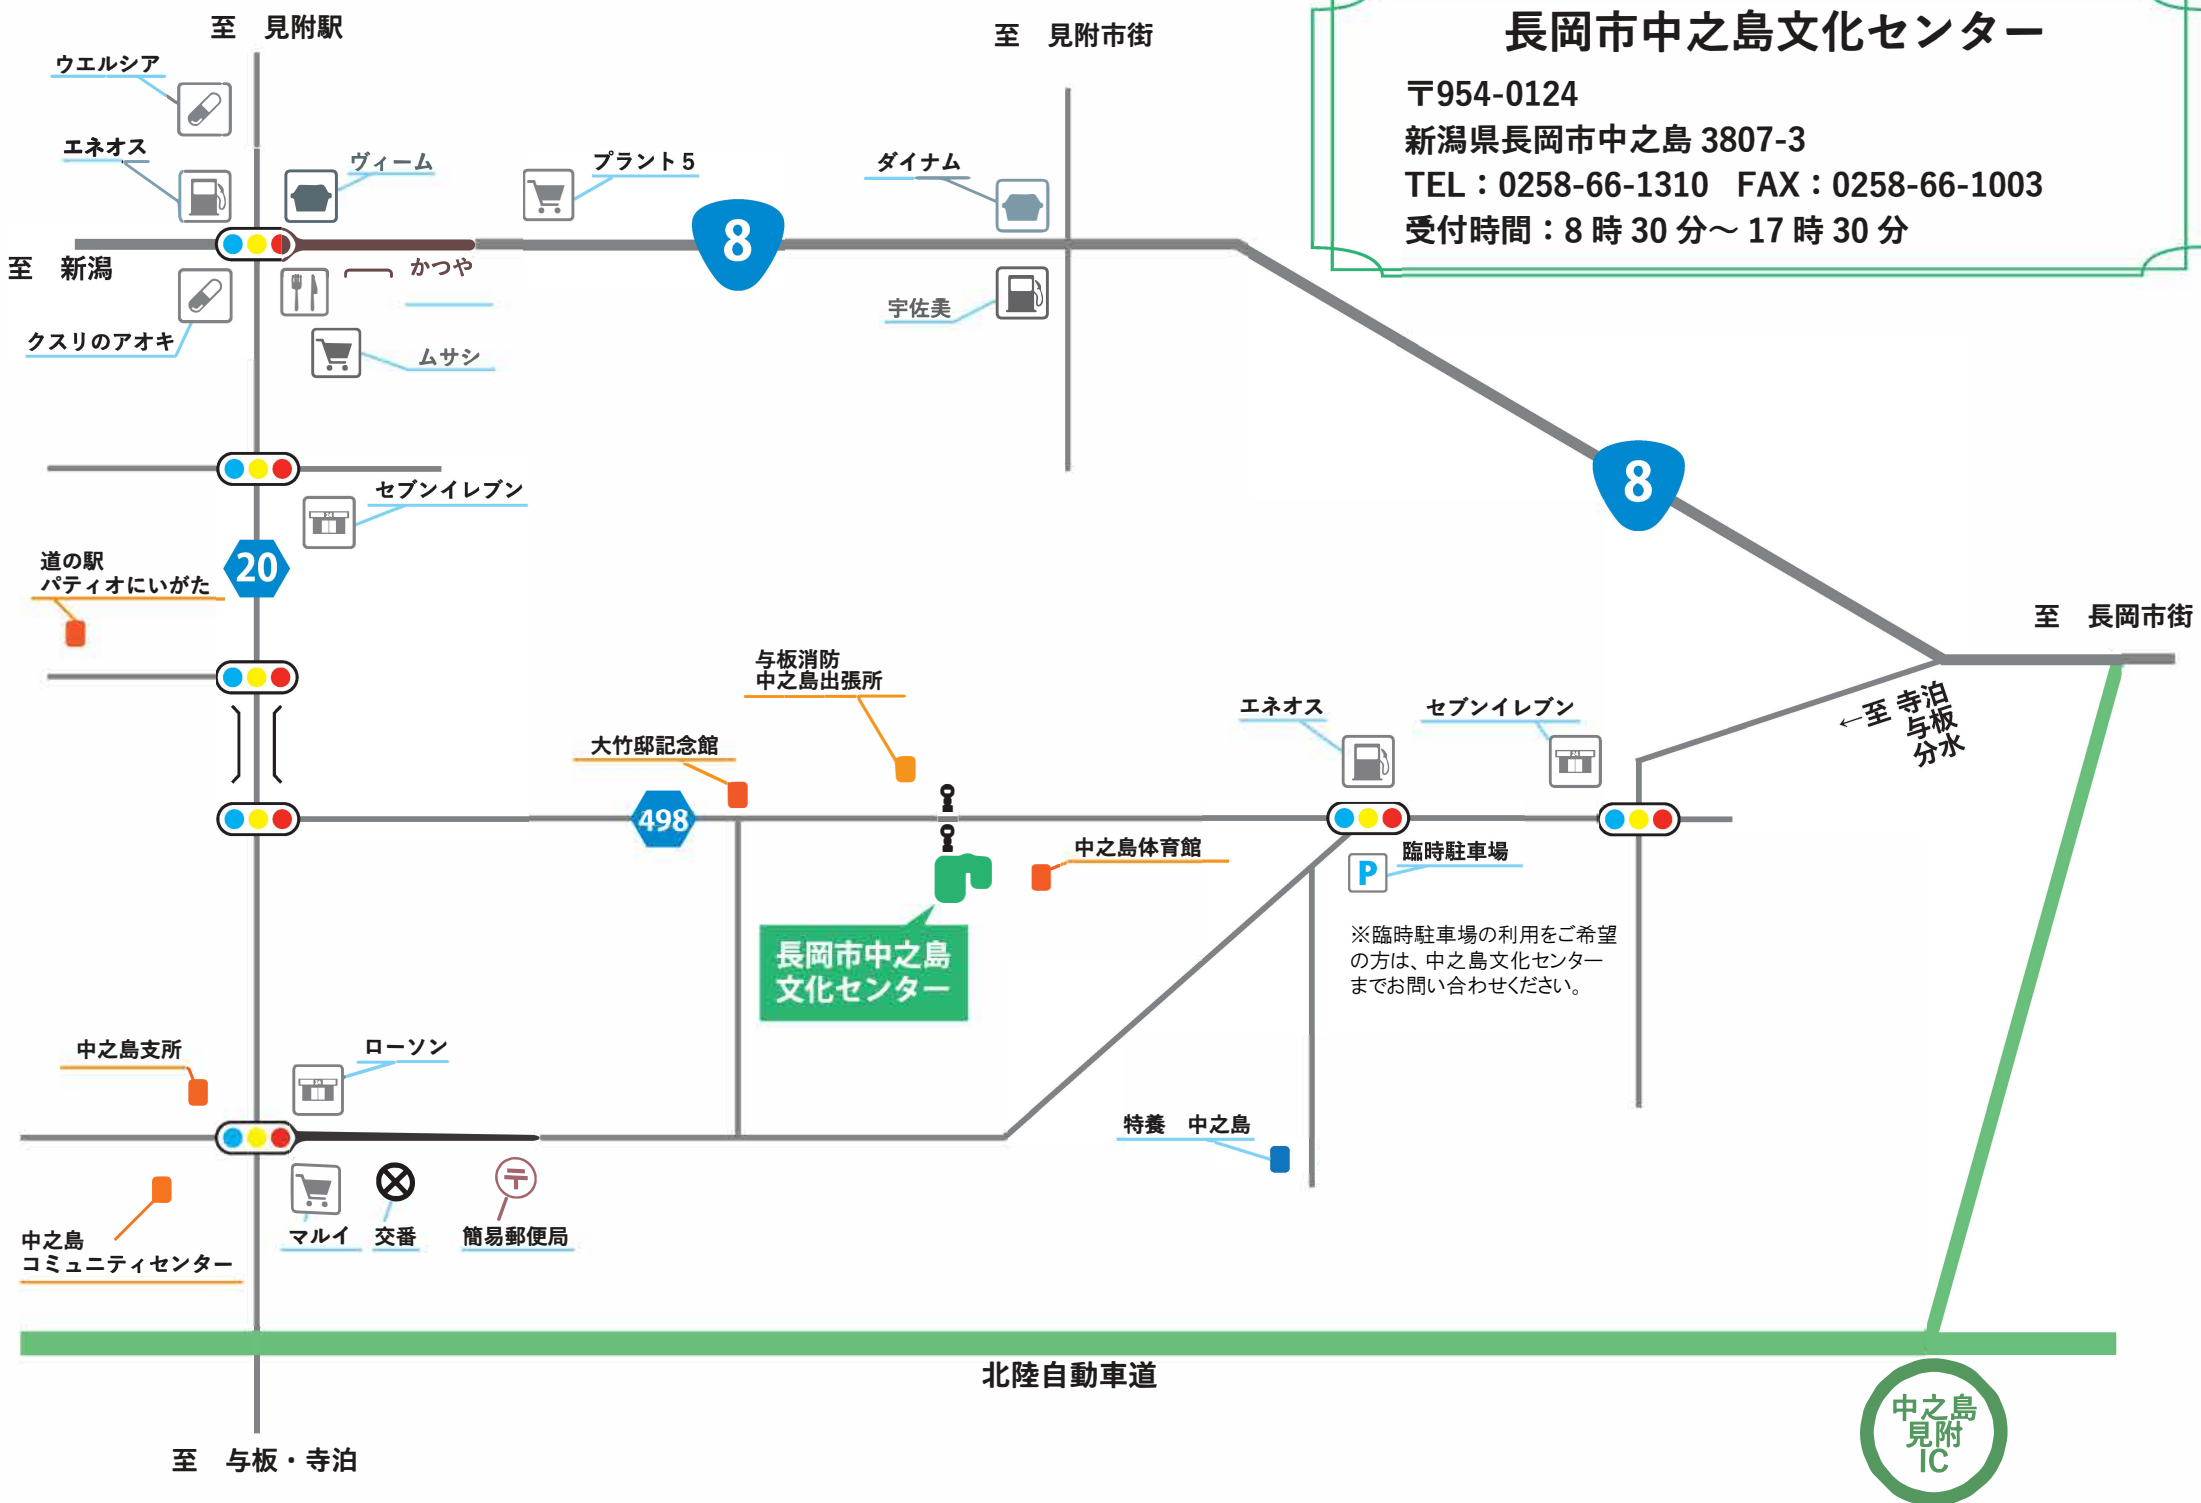 至　見附駅
至　見附市街
長岡市中之島文化センター
〒954-0124
新潟県長岡市中之島 3807-3
TEL：0258-66-1310　FAX：0258-66-1003
受付時間：8 時 30 分～ 17 時 30 分
ウエルシア
エネオス
ヴィーム
プラント 5
ダイナム
8
至　新潟
かつや
宇佐美
クスリのアオキ
ムサシ
8
セブンイレブン
道の駅
パティオにいがた
20
至　長岡市街
与板消防
中之島出張所
←至 寺泊
与板
分水
エネオス
セブンイレブン
大竹邸記念館
498
中之島体育館
P
臨時駐車場
※臨時駐車場の利用をご希望
の方は、中之島文化センター
までお問い合わせください。
長岡市中之島
文化センター
中之島支所
ローソン
特養　中之島
マルイ
交番
簡易郵便局
中之島
コミュニティセンター
北陸自動車道
中之島
見附
IC
至　与板・寺泊